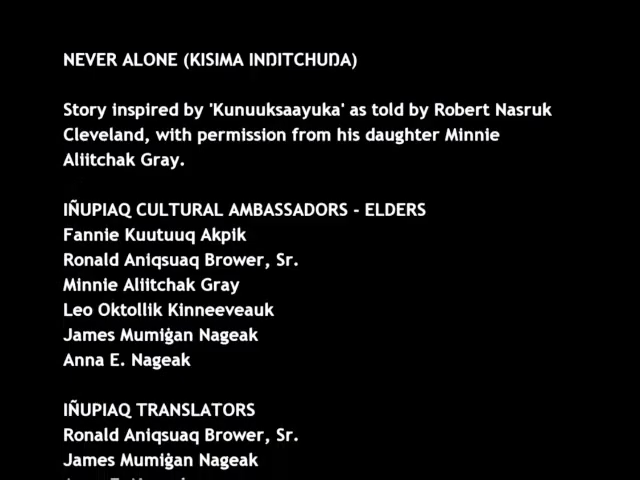 NEVER ALONE (KISIMA IŊITCHUŊA)
Story inspired by 'Kunuuksaayuka' as told by Robert Nasruk
Cleveland, with permission from his daughter Minnie
Aliitchak Gray.
IÑUPIAQ CULTURAL AMBASSADORS - ELDERS
Fannie Kuutuuq Akpik
Ronald Aniqsuaq Brower, Sr.
Minnie Aliitchak Gray
Leo Oktollik Kinneeveauk
James Mumiġan Nageak
Anna E. Nageak
IÑUPIAQ TRANSLATORS
Ronald Aniqsuaq Brower, Sr.
James Mumiġan Nageak